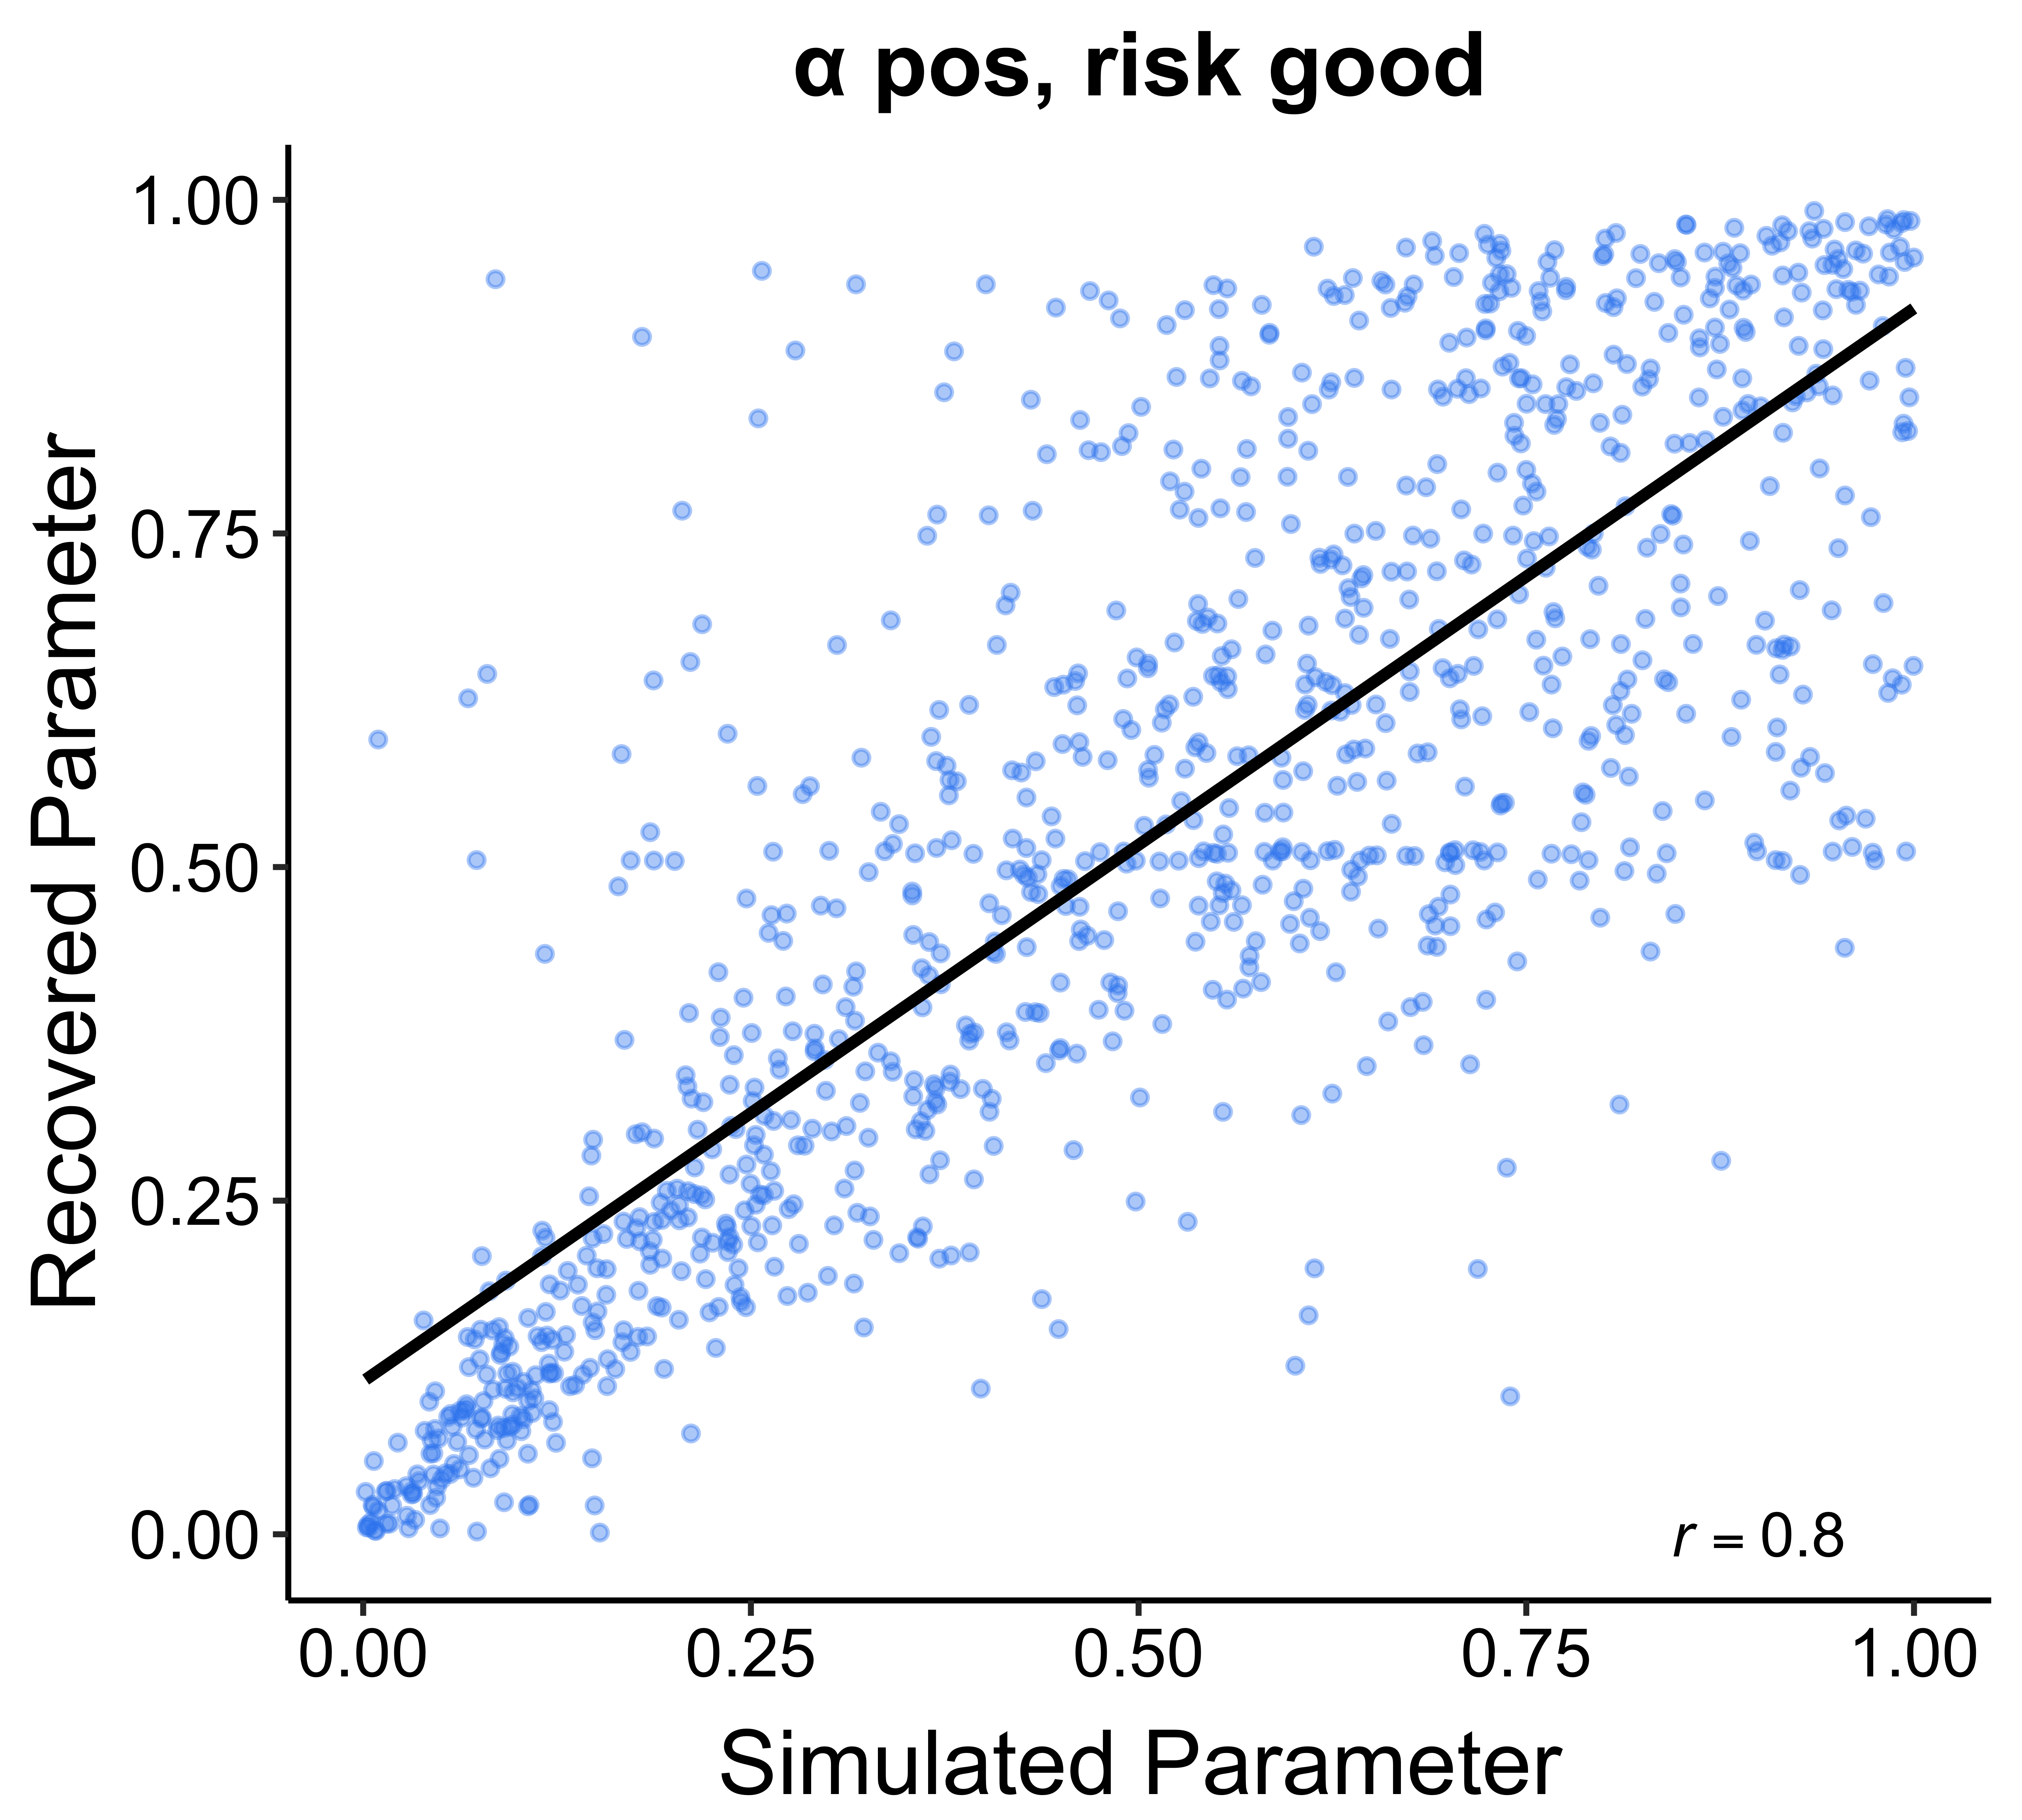 α pos, risk good
Recovered Parameter
1.00
0.75
0.50
0.25
0.00
r = 0.8
0.00 0.25 0.50 0.75 1.00
Simulated Parameter